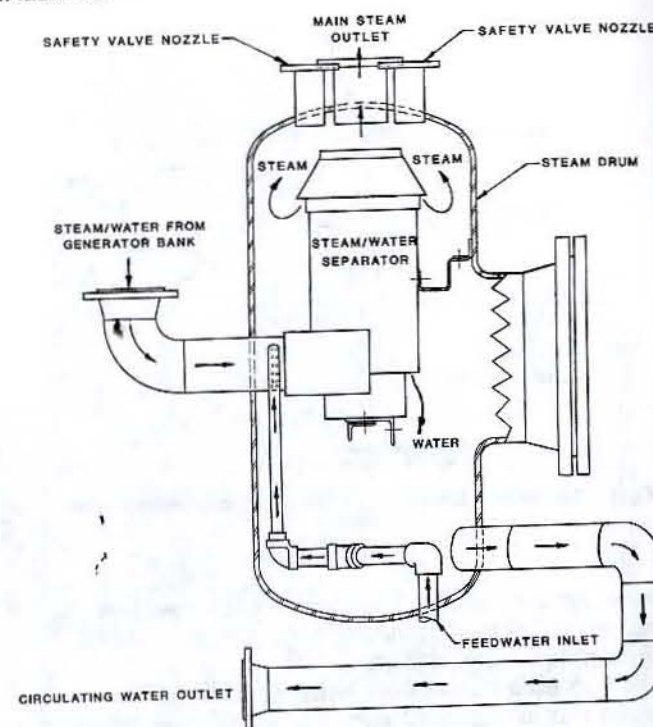 SAFETY VALVE NOZZLE
MAIN STEAM
OUTLET
SAFETY VALVE NOZZLE
STEAM
STEAM
STEAM DRUM
STEAM/WATER FROM
GENERATOR BANK
STEAM/WATER
SEPARATOR
WATER
FEEDWATER INLET
CIRCULATING WATER OUTLET